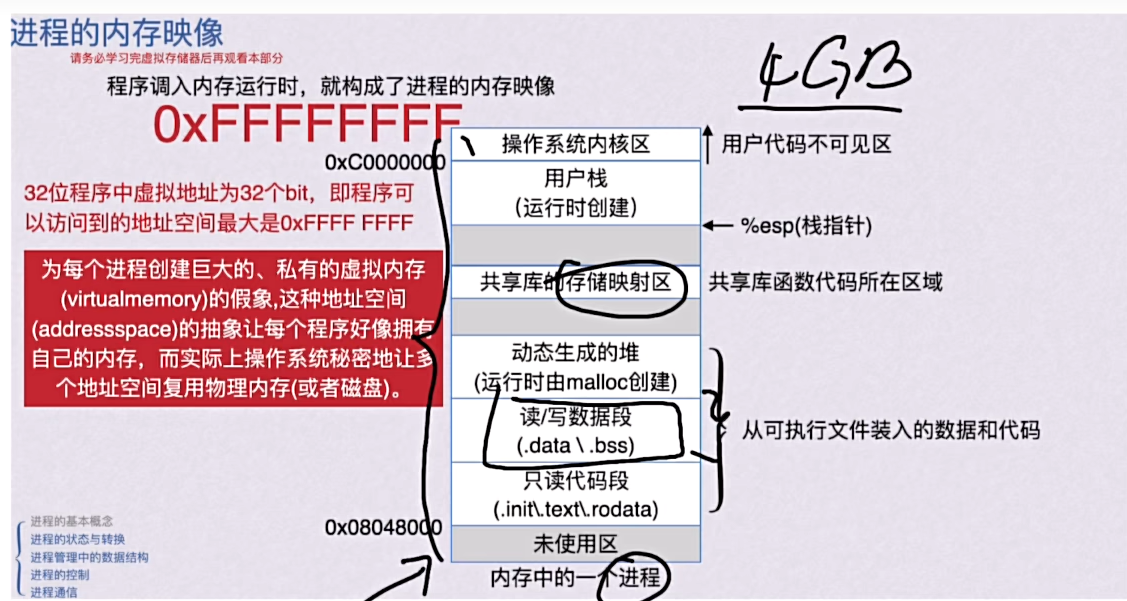 进程的内存映像
请务必学习完虚拟存储器后再观看本部分
程序调入内存运行时，就构成了进程的内存映像
4GB
0xFFFFFFFF
操作系统内核区
用户代码不可见区
0xC0000000
用户栈
(运行时创建)
%esp(栈指针)
32位程序中虚拟地址为32个bit，即程序可
以访问到的地址空间最大是0xFFFF FFFF
为每个进程创建巨大的、私有的虚拟内存
(virtualmemory)的假象,这种地址空间
(addressspace)的抽象让每个程序好像拥有
自己的内存，而实际上操作系统秘密地让多
个地址空间复用物理内存(或者磁盘)。
共享库的存储映射区
共享库函数代码所在区域
动态生成的堆
(运行时由malloc创建)
读/写数据段
(.data \ .bss)
从可执行文件装入的数据和代码
只读代码段
(.init\.text\.rodata)
0x08048000
未使用区
内存中的一个进程
进程的基本概念
进程的状态与转换
进程管理中的数据结构
进程的控制
进程通信